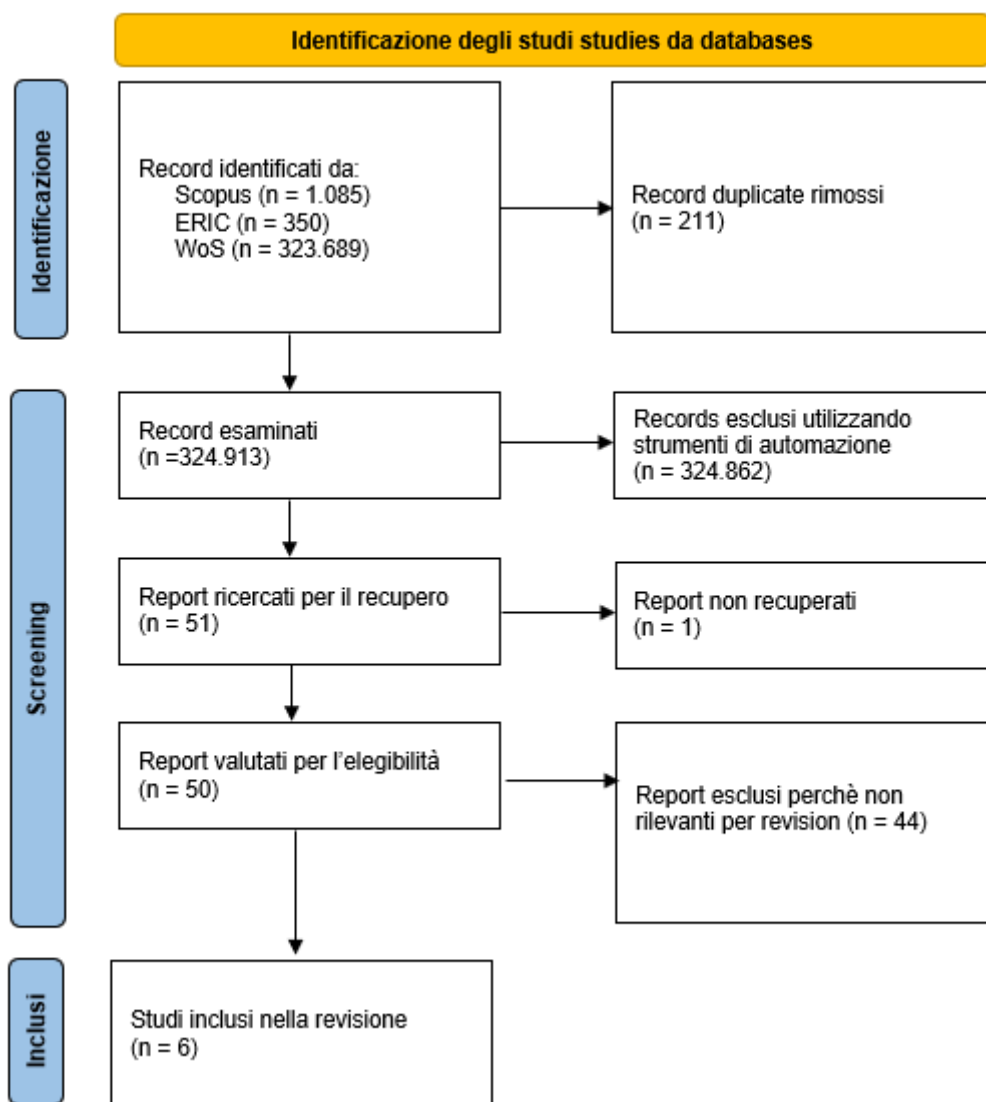 Identificazione degli studi studies da databases
Identificazione
Record identificati da:
Scopus (n = 1.085)
ERIC (n = 350)
WoS (n = 323.689)
Record duplicate rimossi
(n = 211)
Screening
Record esaminati
(n =324.913)
Records esclusi utilizzando
strumenti di automazione
(n = 324.862)
Report ricercati per il recupero
(n = 51)
Report non recuperati
(n = 1)
Report valutati per l'elegibilità
(n = 50)
Report esclusi perchè non
rilevanti per revision (n = 44)
Inclusi
Studi inclusi nella revisione
(n = 6)